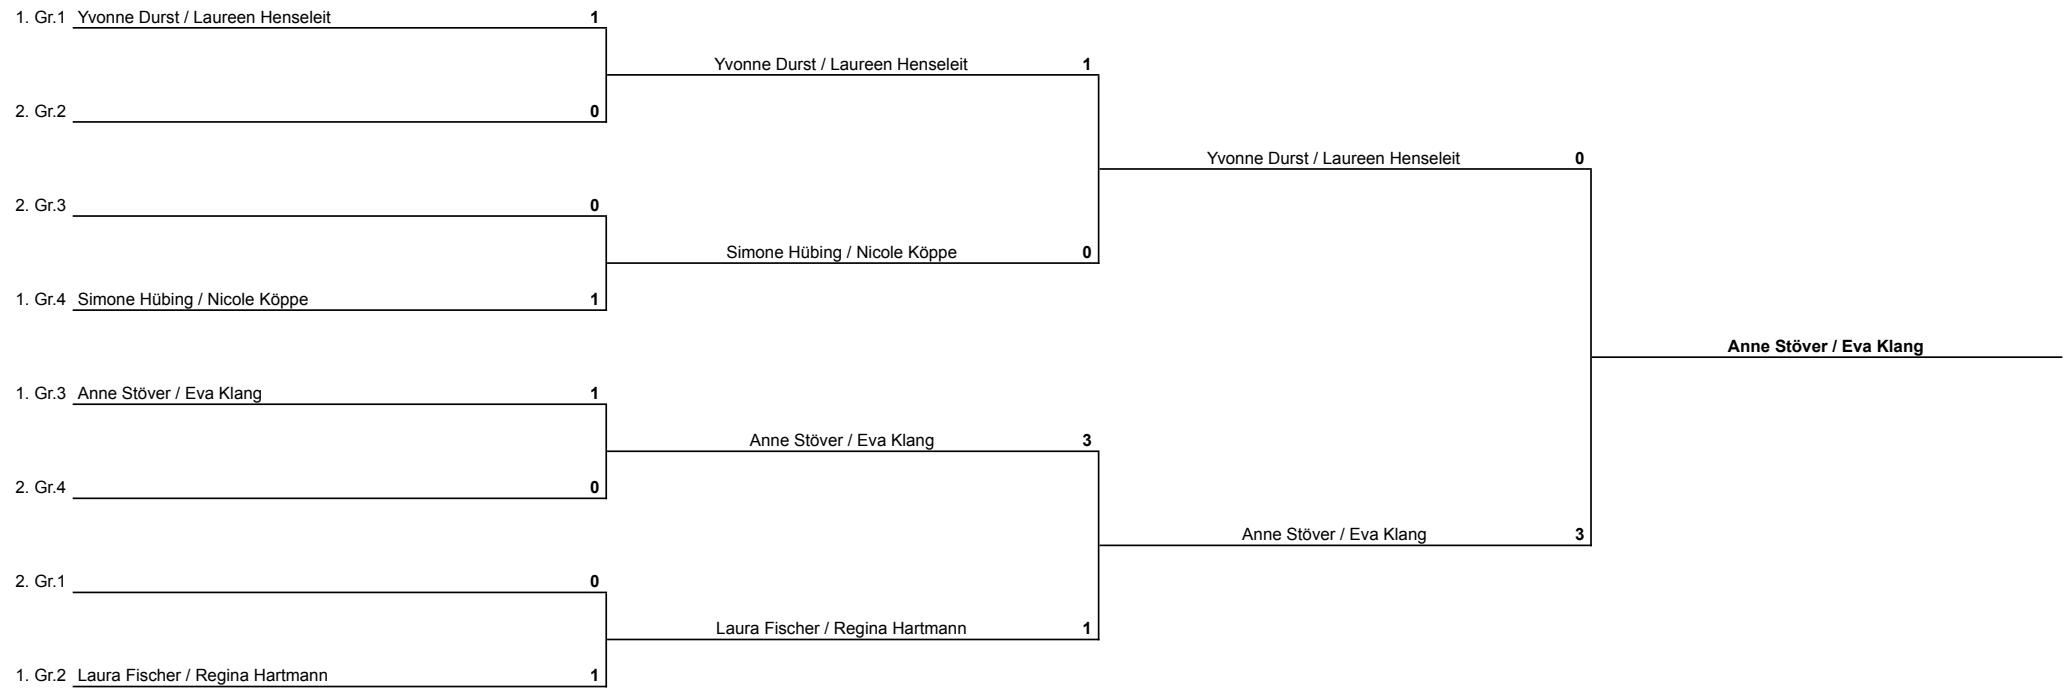 1. Gr.1 Yvonne Durst / Laureen Henseleit 1
Yvonne Durst / Laureen Henseleit 1
2. Gr.2 0
Yvonne Durst / Laureen Henseleit 0
2. Gr.3 0
Simone Hübing / Nicole Köppe 0
1. Gr.4 Simone Hübing / Nicole Köppe 1
Anne Stöver / Eva Klang
1. Gr.3 Anne Stöver / Eva Klang 1
Anne Stöver / Eva Klang 3
2. Gr.4 0
Anne Stöver / Eva Klang 3
2. Gr.1 0
Laura Fischer / Regina Hartmann 1
1. Gr.2 Laura Fischer / Regina Hartmann 1